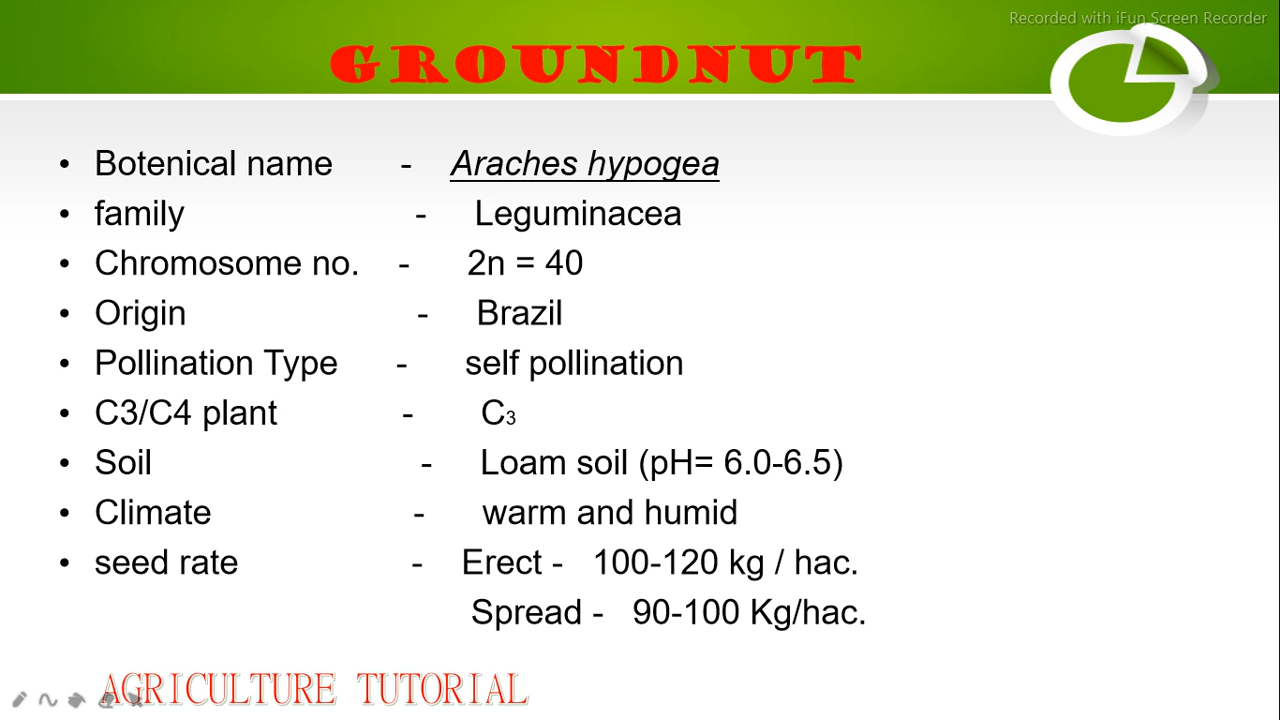 Recorded with iFun Screen Recorder
GROUNDNUT
• Botenical name - Araches hypogea
• family - Leguminacea
• Chromosome no. - 2n = 40
• Origin - Brazil
• Pollination Type - self pollination
• C3/C4 plant - C₃
• Soil - Loam soil (pH= 6.0-6.5)
• Climate - warm and humid
• seed rate - Erect - 100-120 kg / hac.
Spread - 90-100 Kg/hac.
AGRICULTURE TUTORIAL